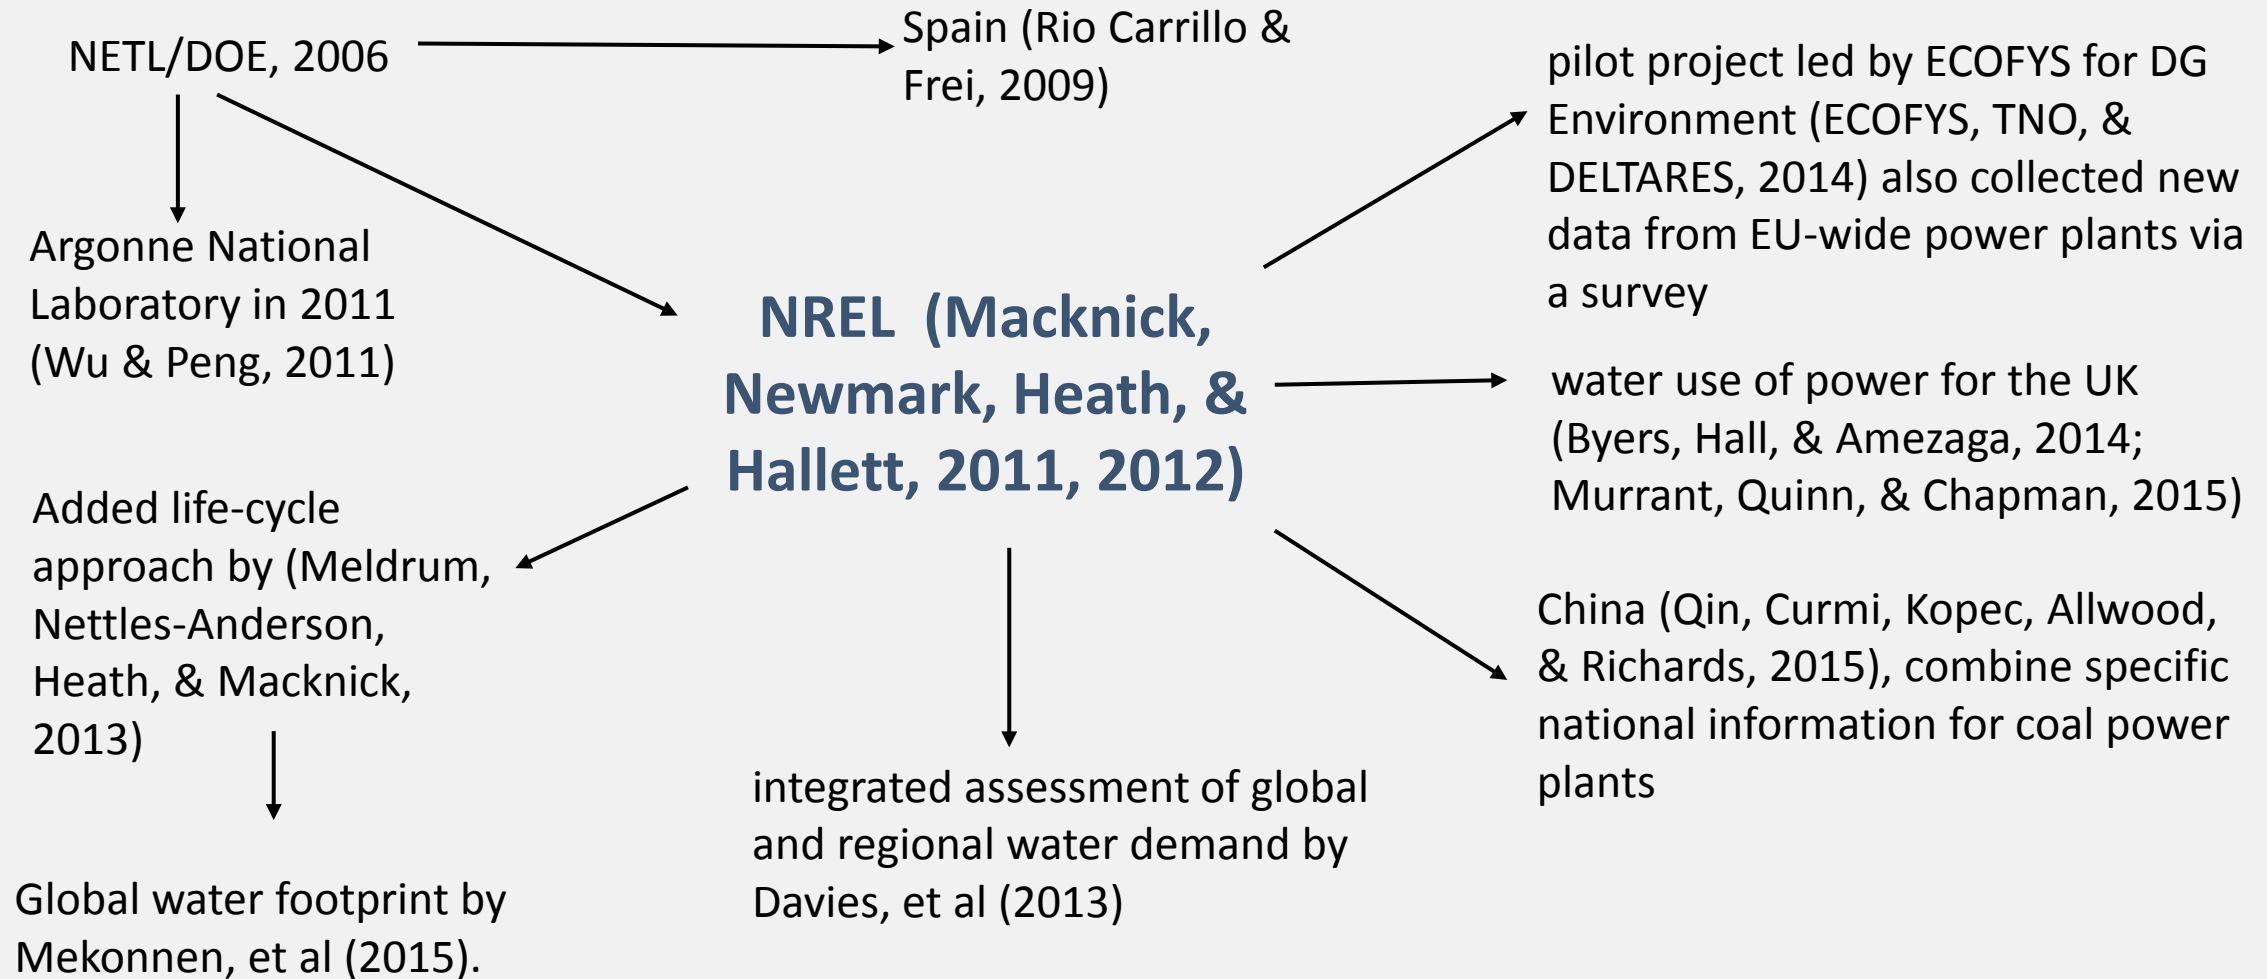 NETL/DOE, 2006
Spain (Rio Carrillo &
Frei, 2009)
pilot project led by ECOFYS for DG
Environment (ECOFYS, TNO, &
DELTARES, 2014) also collected new
data from EU-wide power plants via
a survey
Argonne National
Laboratory in 2011
(Wu & Peng, 2011)
NREL (Macknick,
Newmark, Heath, &
Hallett, 2011, 2012)
water use of power for the UK
(Byers, Hall, & Amezaga, 2014;
Murrant, Quinn, & Chapman, 2015)
Added life-cycle
approach by (Meldrum,
Nettles-Anderson,
Heath, & Macknick,
2013)
China (Qin, Curmi, Kopec, Allwood,
& Richards, 2015), combine specific
national information for coal power
plants
integrated assessment of global
and regional water demand by
Davies, et al (2013)
Global water footprint by
Mekonnen, et al (2015).